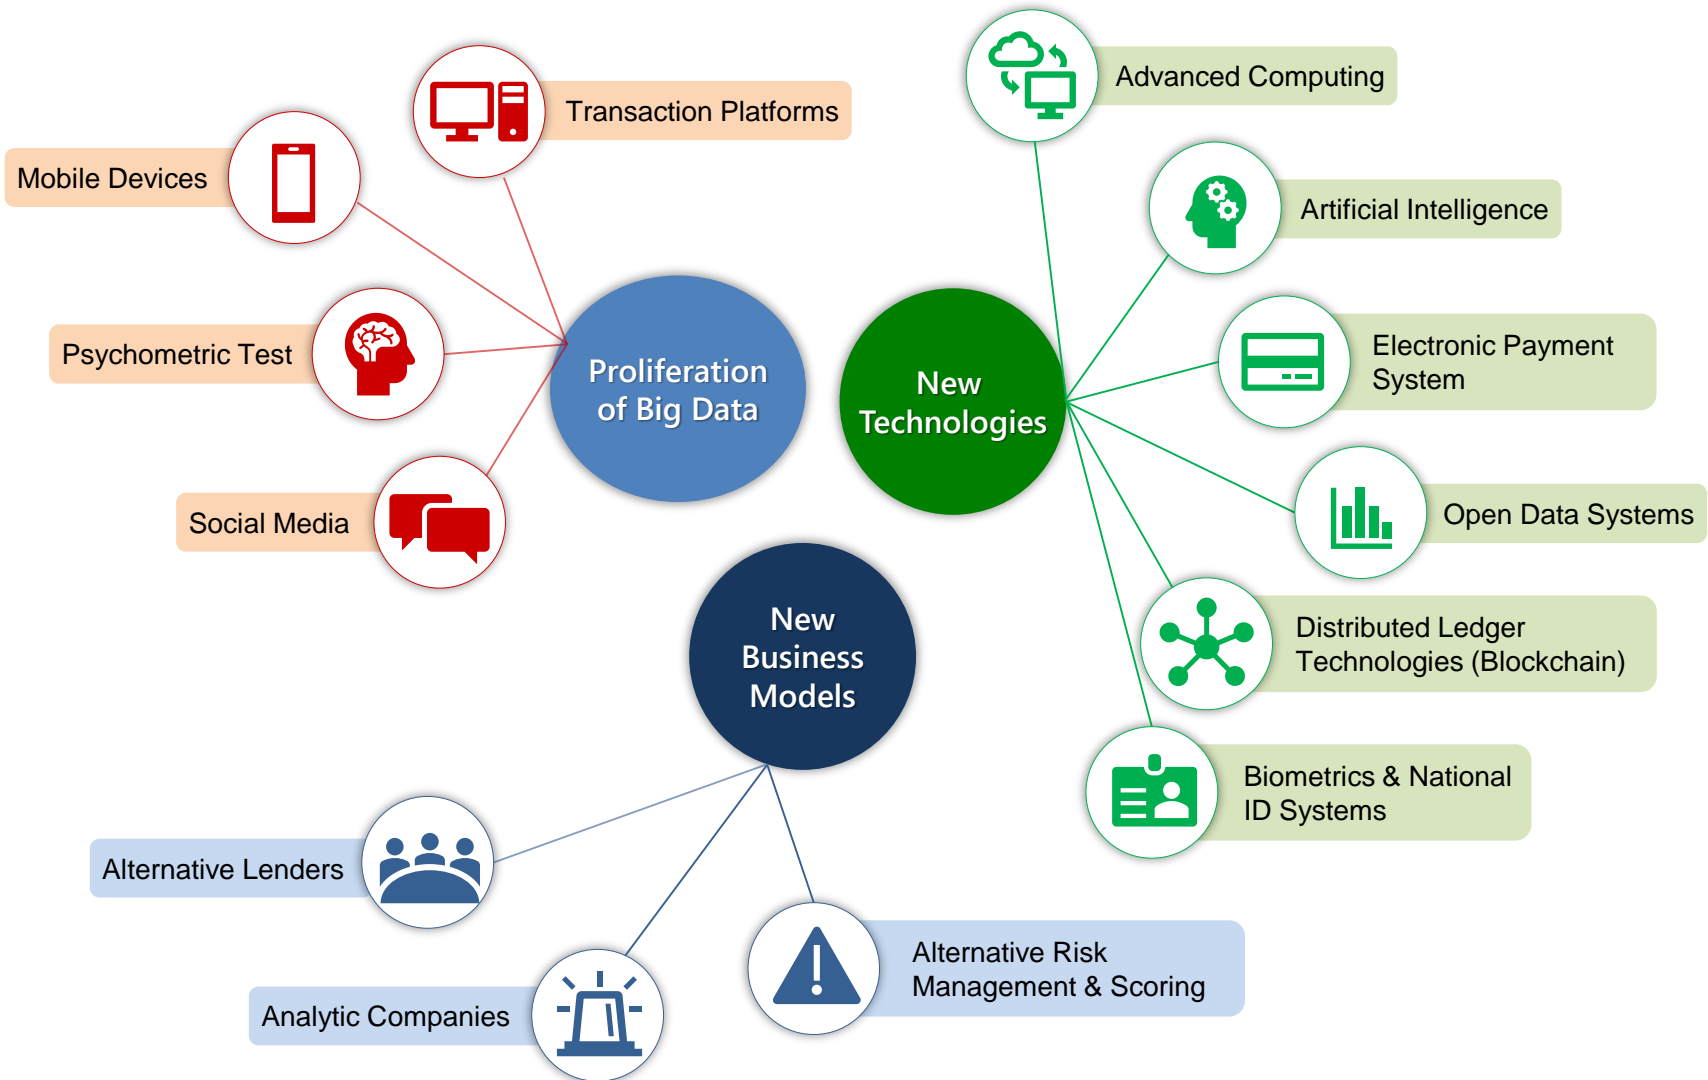 Transaction Platforms
Mobile Devices
Psychometric Test
Social Media
Proliferation
of Big Data
New
Technologies
Advanced Computing
Artificial Intelligence
Electronic Payment
System
Open Data Systems
Distributed Ledger
Technologies (Blockchain)
Biometrics & National
ID Systems
New
Business
Models
Alternative Lenders
Analytic Companies
Alternative Risk
Management & Scoring